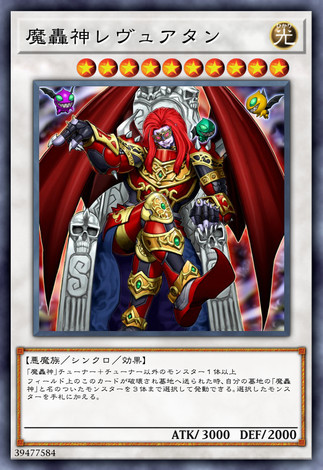 魔轟神レヴュアタン
光
【悪魔族／シンクロ／効果】
「魔轟神」チューナー＋チューナー以外のモンスター１体以上
フィールド上のこのカードが破壊され墓地へ送られた時、自分の墓地の「魔轟
神」と名のついたモンスターを３体まで選択して発動できる。選択したモンス
ターを手札に加える。
ATK/ 3000 DEF/2000
39477584